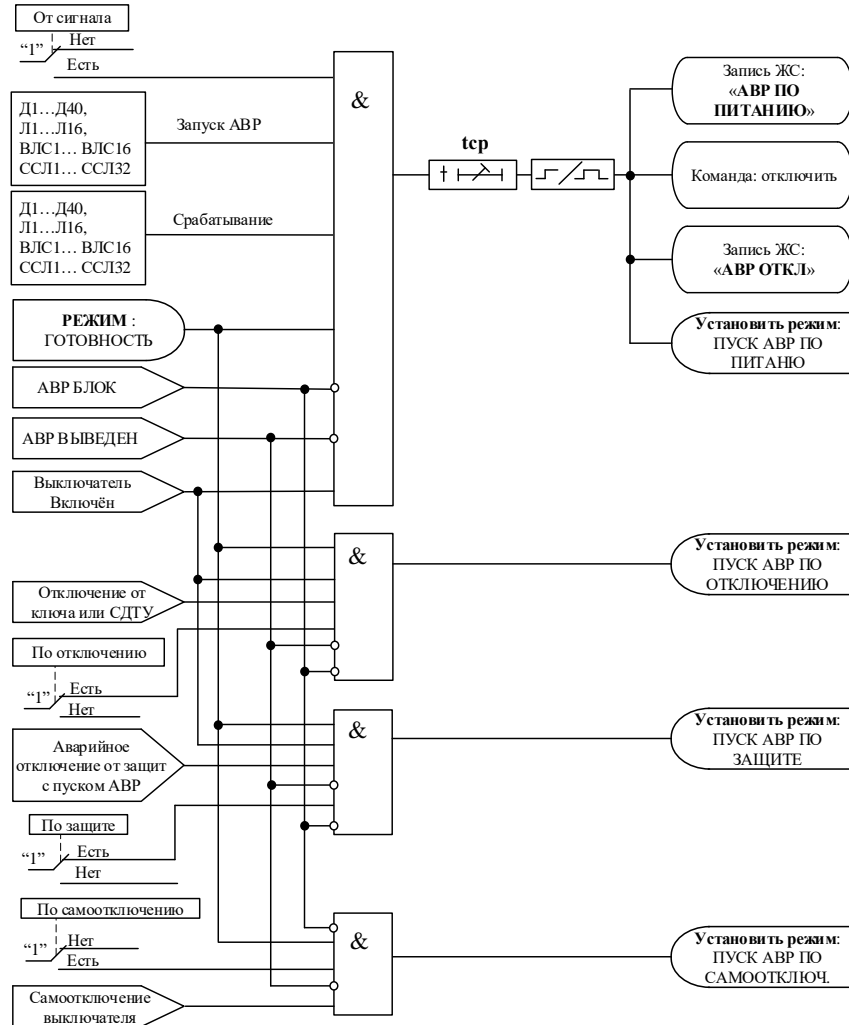 От сигнала
“1”
Нет
Есть
Д1…Д40,
Л1…Л16,
ВЛС1… ВЛС16
ССЛ1… ССЛ32
Запуск АВР
Д1…Д40,
Л1…Л16,
ВЛС1… ВЛС16
ССЛ1… ССЛ32
Срабатывание
РЕЖИМ :
ГОТОВНОСТЬ
АВР БЛОК
АВР ВЫВЕДЕН
Выключатель
Включён
&
tcp
Запись ЖС:
«АВР ПО
ПИТАНИЮ»
Команда: отключить
Запись ЖС:
«АВР ОТКЛ»
Установить режим:
ПУСК АВР ПО
ПИТАНЮ
Отключение от
ключа или СДТУ
По отключению
“1”
Есть
Нет
&
Установить режим:
ПУСК АВР ПО
ОТКЛЮЧЕНИЮ
Аварийное
отключение от защит
с пуском АВР
По защите
“1”
Есть
Нет
&
Установить режим:
ПУСК АВР ПО
ЗАЩИТЕ
По самоотключению
“1”
Нет
Есть
Самоотключение
выключателя
&
Установить режим:
ПУСК АВР ПО
САМООТКЛЮЧ.